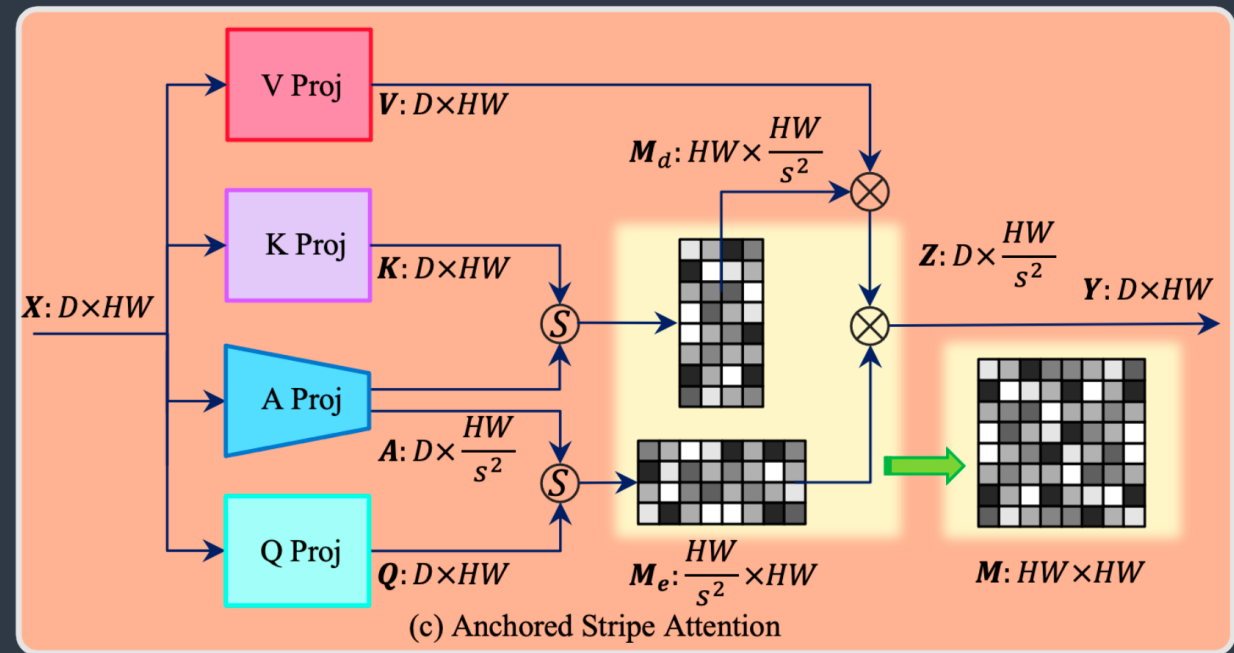 V Proj
V: D×HW
M_d: HW × HW/s²
K Proj
K: D×HW
Z: D× HW/s²
X: D×HW
Y: D×HW
S
A Proj
A: D× HW/s²
S
Q Proj
Q: D×HW
M_e: HW/s² ×HW
M: HW×HW
(c) Anchored Stripe Attention